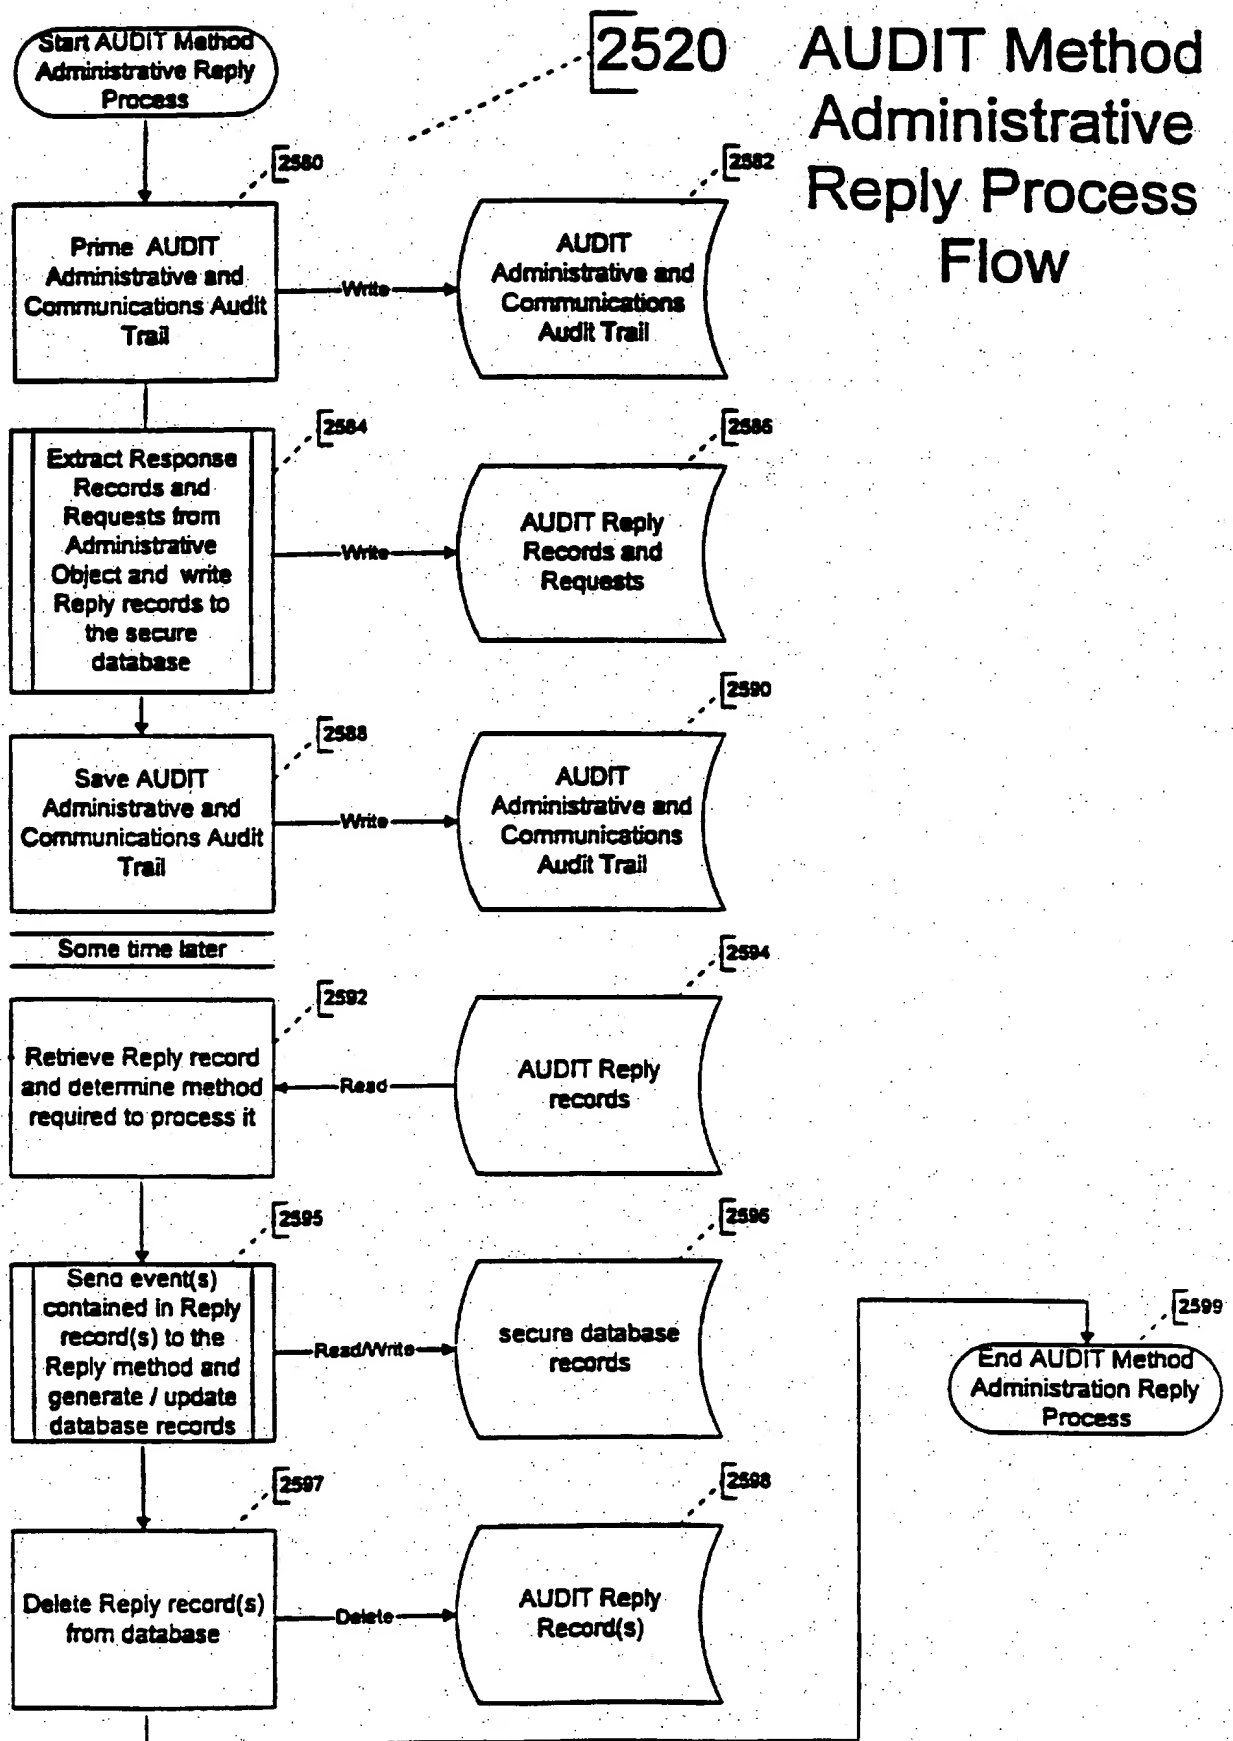 2520
AUDIT Method
Administrative
Reply Process
Flow
Start AUDIT Method
Administrative Reply
Process
2580
Prime AUDIT
Administrative and
Communications Audit
Trail
Write
2582
AUDIT
Administrative and
Communications
Audit Trail
2584
Extract Response
Records and
Requests from
Administrative
Object and write
Reply records to
the secure
database
Write
2586
AUDIT Reply
Records and
Requests
2588
Save AUDIT
Administrative and
Communications Audit
Trail
Write
2590
AUDIT
Administrative and
Communications
Audit Trail
Some time later
2592
Retrieve Reply record
and determine method
required to process it
Read
2594
AUDIT Reply
records
2595
Send event(s)
contained in Reply
record(s) to the
Reply method and
generate / update
database records
Read/Write
2596
secure database
records
2597
Delete Reply record(s)
from database
Delete
2598
AUDIT Reply
Record(s)
2599
End AUDIT Method
Administration Reply
Process